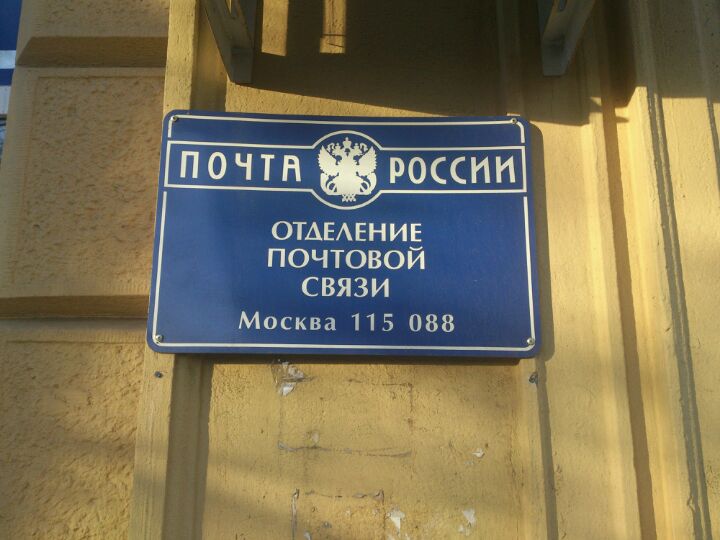 ПОЧТА РОССИИ
ОТДЕЛЕНИЕ
ПОЧТОВОЙ
СВЯЗИ
Москва 115 088